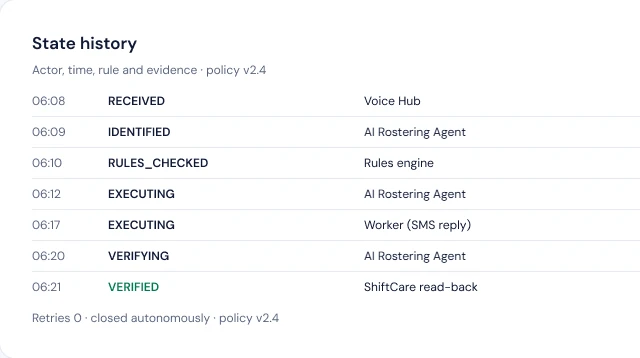 State history
Actor, time, rule and evidence · policy v2.4
06:08 RECEIVED Voice Hub
06:09 IDENTIFIED AI Rostering Agent
06:10 RULES_CHECKED Rules engine
06:12 EXECUTING AI Rostering Agent
06:17 EXECUTING Worker (SMS reply)
06:20 VERIFYING AI Rostering Agent
06:21 VERIFIED ShiftCare read-back
Retries 0 · closed autonomously · policy v2.4